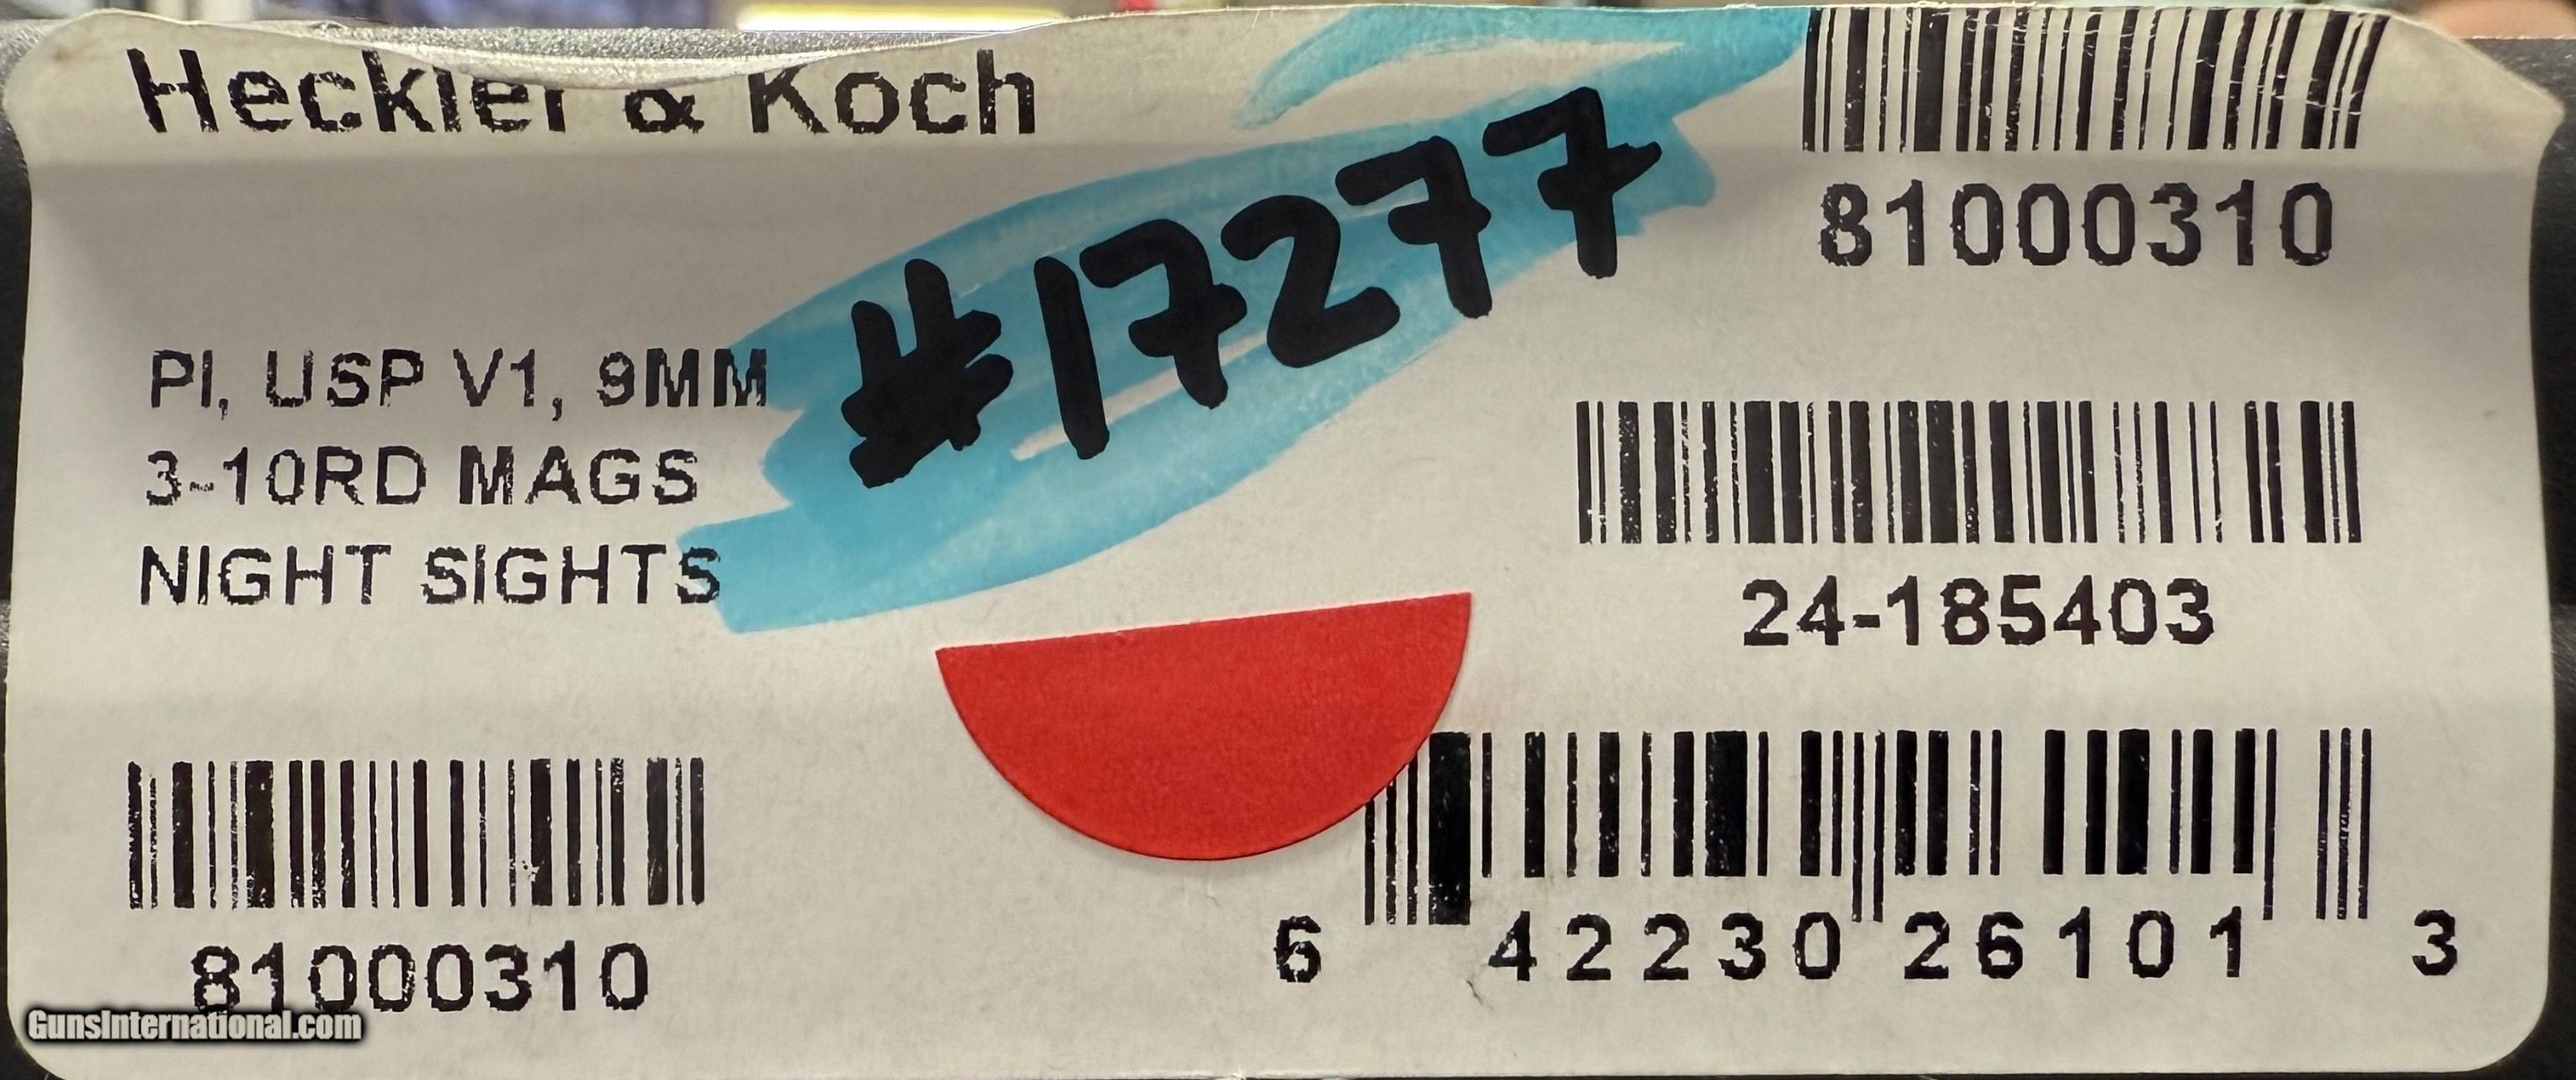 Heckler & Koch
81000310
#17277
PI, USP V1, 9MM
3-10RD MAGS
NIGHT SIGHTS
24-185403
81000310
6 42230 26101 3
GunsInternational.com